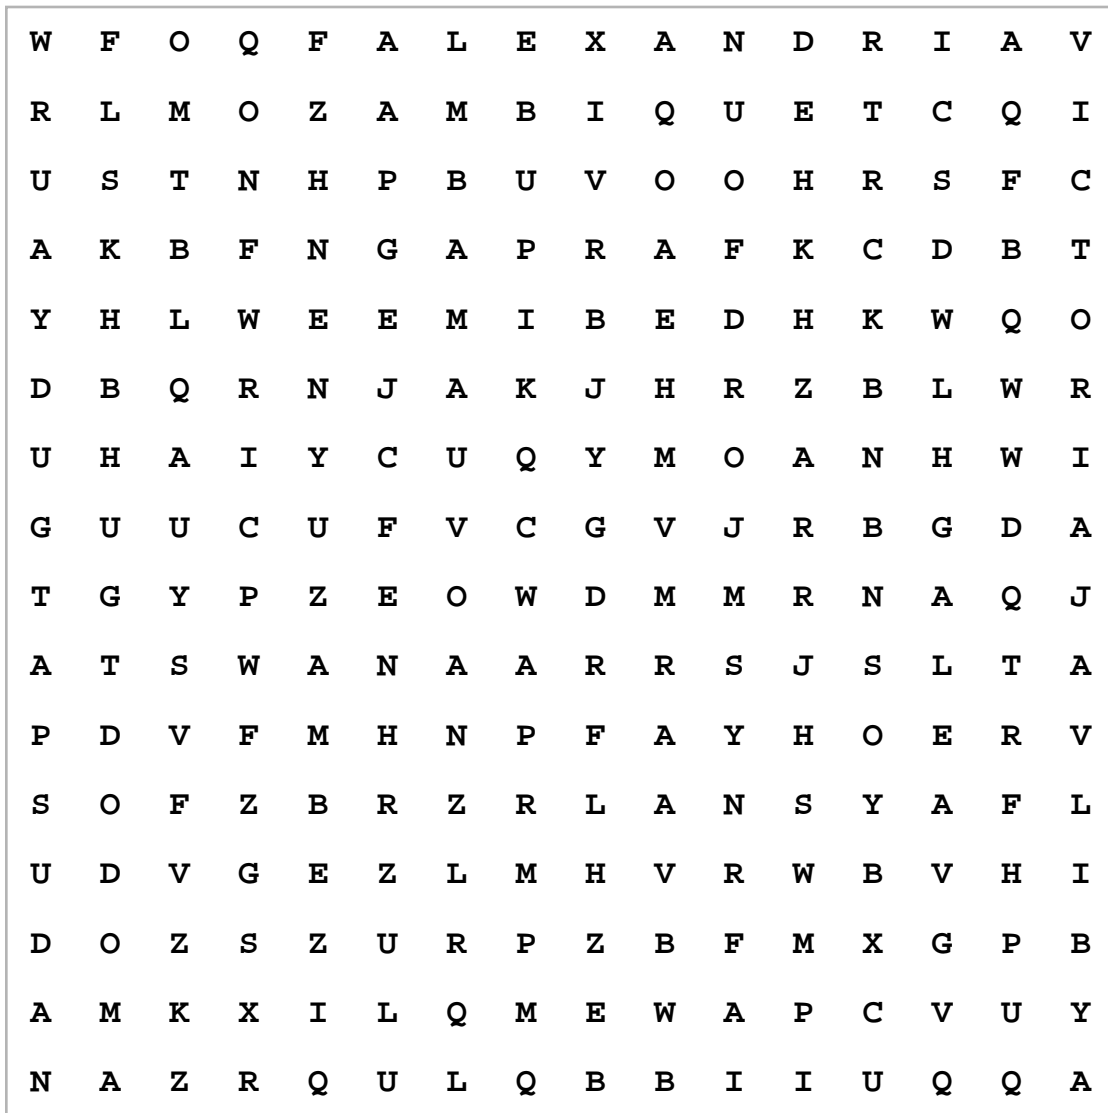 W F O Q F A L E X A N D R I A V
R L M O Z A M B I Q U E T C Q I
U S T N H P B U V O O H R S F C
A K B F N G A P R A F K C D B T
Y H L W E E M I B E D H K W Q O
D B Q R N J A K J H R Z B L W R
U H A I Y C U Q Y M O A N H W I
G U U C U F V C G V J R B G D A
T G Y P Z E O W D M M R N A Q J
A T S W A N A A R R S J S L T A
P D V F M H N P F A Y H O E R V
S O F Z B R Z R L A N S Y A F L
U D V G E Z L M H V R W B V H I
D O Z S Z U R P Z B F M X G P B
A M K X I L Q M E W A P C V U Y
N A Z R Q U L Q B B I I U Q Q A